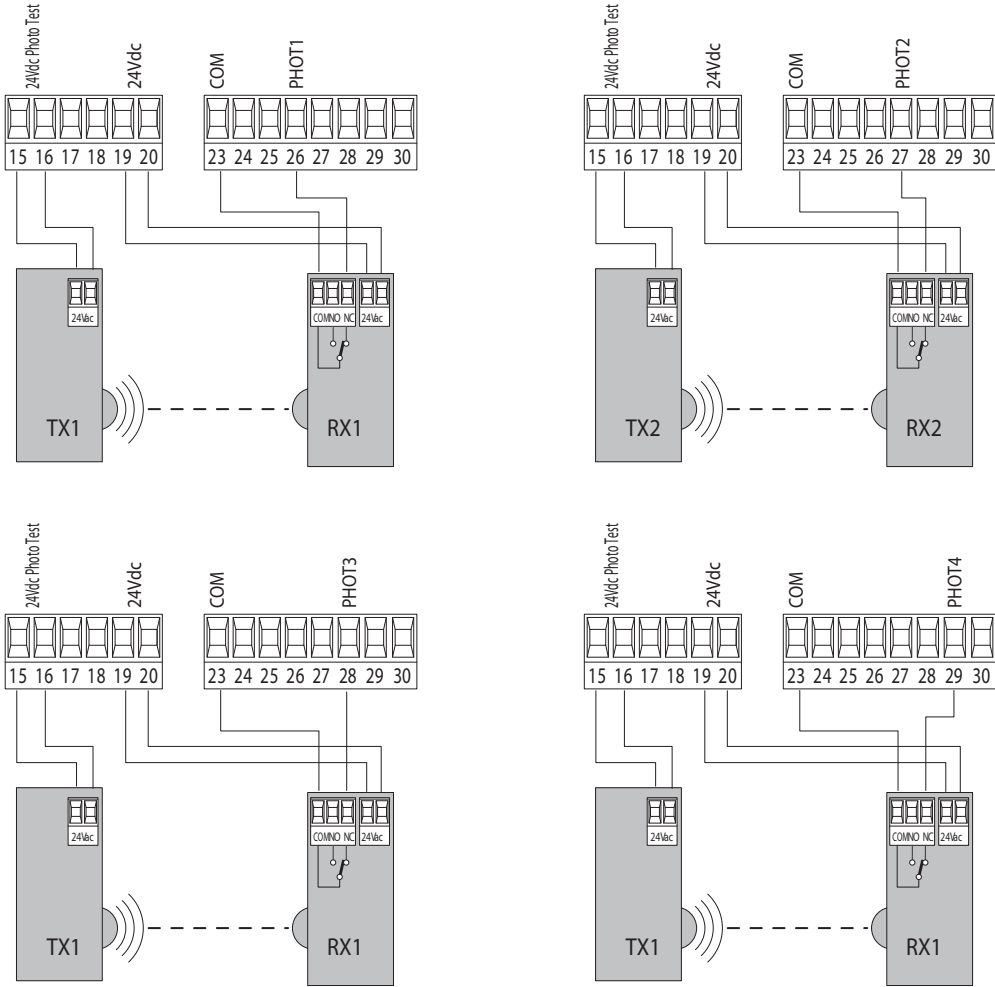 24Vdc Photo Test
24Vdc
COM
PHOT1
15 16 17 18 19 20
23 24 25 26 27 28 29 30
24Vac
COM NO NC
24Vac
TX1
RX1
24Vdc Photo Test
24Vdc
COM
PHOT2
15 16 17 18 19 20
23 24 25 26 27 28 29 30
24Vac
COM NO NC
24Vac
TX2
RX2
24Vdc Photo Test
24Vdc
COM
PHOT3
15 16 17 18 19 20
23 24 25 26 27 28 29 30
24Vac
COM NO NC
24Vac
TX1
RX1
24Vdc Photo Test
24Vdc
COM
PHOT4
15 16 17 18 19 20
23 24 25 26 27 28 29 30
24Vac
COM NO NC
24Vac
TX1
RX1